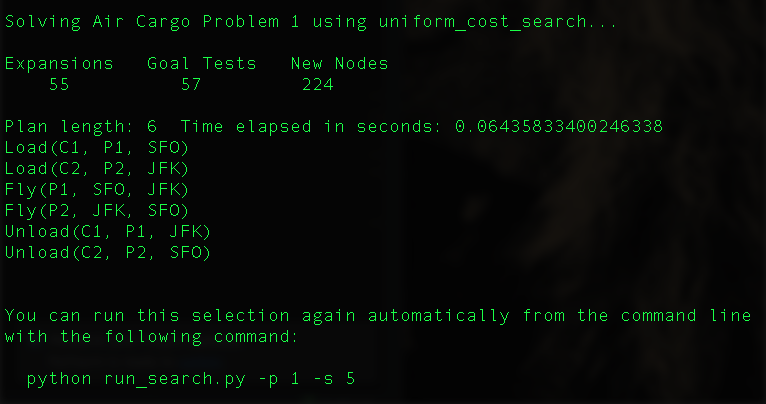 Solving Air Cargo Problem 1 using uniform_cost_search...
Expansions   Goal Tests   New Nodes
    55          57         224
Plan length: 6  Time elapsed in seconds: 0.06435833400246338
Load(C1, P1, SFO)
Load(C2, P2, JFK)
Fly(P1, SFO, JFK)
Fly(P2, JFK, SFO)
Unload(C1, P1, JFK)
Unload(C2, P2, SFO)
You can run this selection again automatically from the command line
with the following command:
  python run_search.py -p 1 -s 5